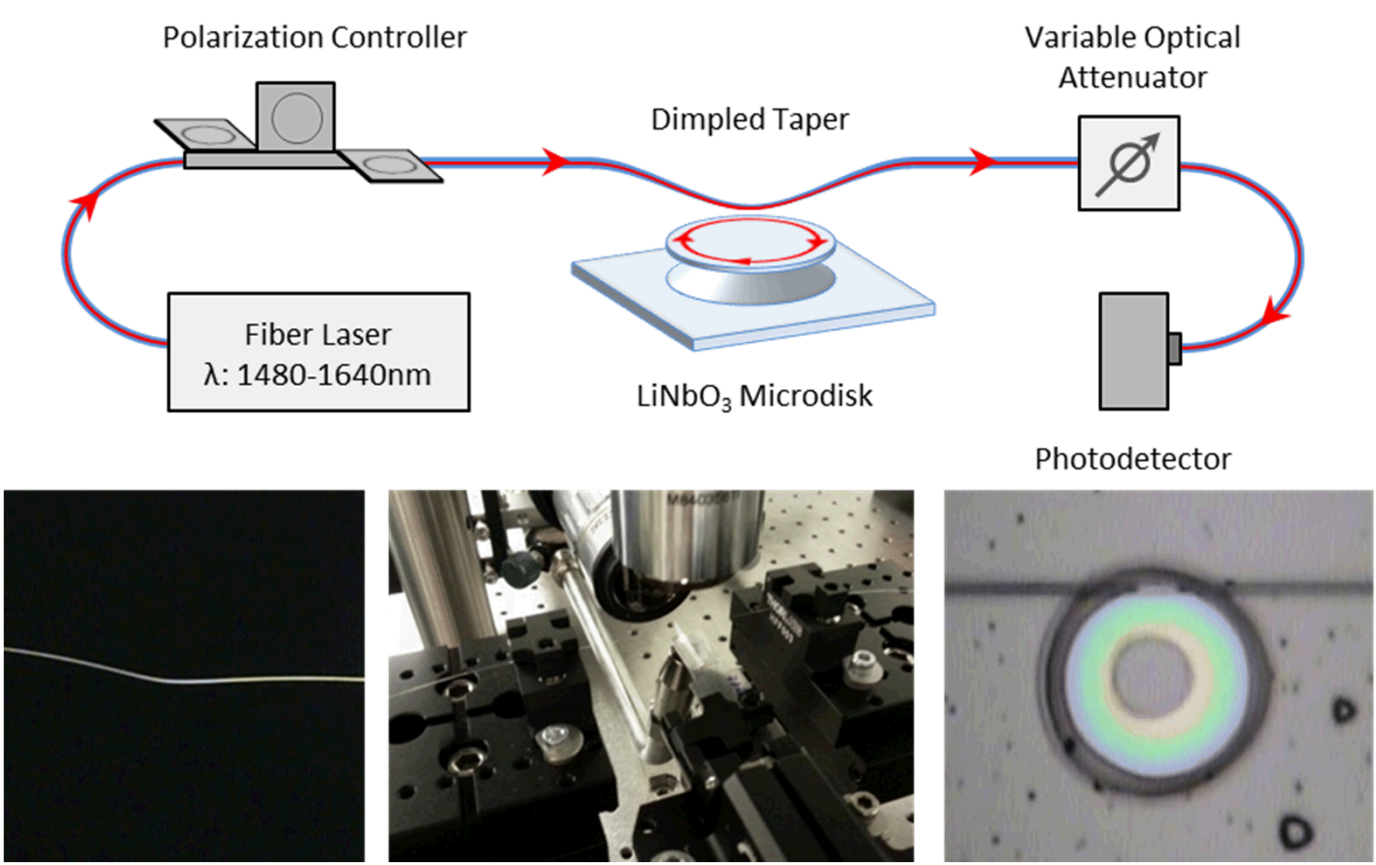 Polarization Controller
Variable Optical
Attenuator
Dimpled Taper
Fiber Laser
λ: 1480-1640nm
LiNbO₃ Microdisk
Photodetector